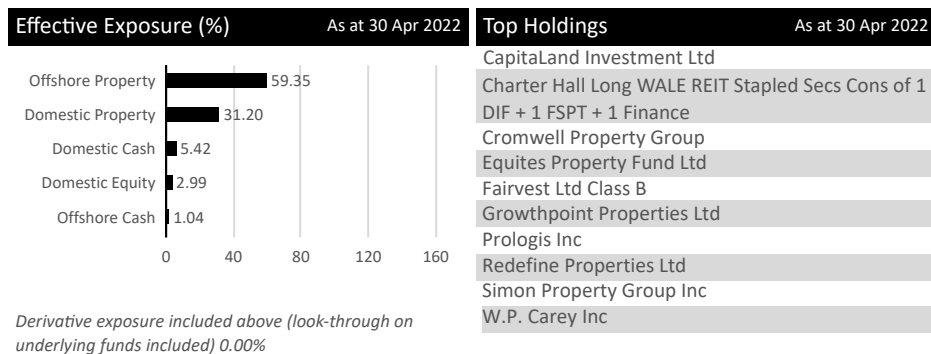 Effective Exposure (%) As at 30 Apr 2022
Offshore Property 59.35
Domestic Property 31.20
Domestic Cash 5.42
Domestic Equity 2.99
Offshore Cash 1.04
0 40 80 120 160
Derivative exposure included above (look-through on
underlying funds included) 0.00%
Top Holdings As at 30 Apr 2022
CapitaLand Investment Ltd
Charter Hall Long WALE REIT Stapled Secs Cons of 1
DIF + 1 FSPT + 1 Finance
Cromwell Property Group
Equites Property Fund Ltd
Fairvest Ltd Class B
Growthpoint Properties Ltd
Prologis Inc
Redefine Properties Ltd
Simon Property Group Inc
W.P. Carey Inc